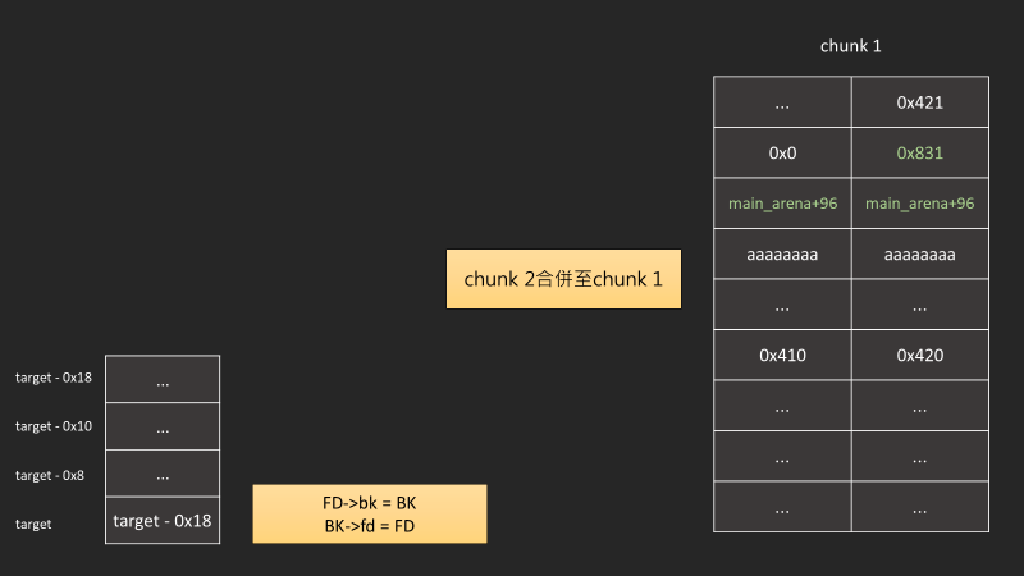 chunk 1
... 0x421
0x0 0x831
main_arena+96 main_arena+96
aaaaaaaa aaaaaaaa
... ...
0x410 0x420
... ...
... ...
... ...
chunk 2合併至chunk 1
target - 0x18 ...
target - 0x10 ...
target - 0x8 ...
target target - 0x18
FD->bk = BK
BK->fd = FD